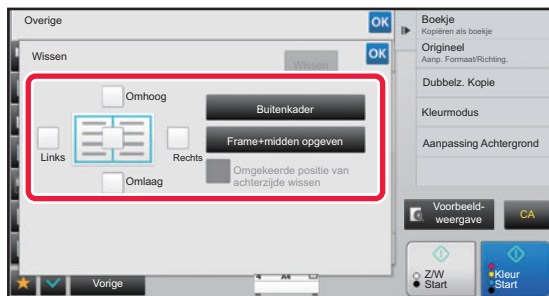 Overige
OK
Wissen
Wissen
OK
Omhoog
Links
Rechts
Omlaag
Buitenkader
Frame+midden opgeven
Omgekeerde positie van
achterzijde wissen
Vorige
A4
Boekje
Kopiëren als boekje
Origineel
Aanp. Formaat/Richting.
Dubbelz. Kopie
Kleurmodus
Aanpassing Achtergrond
Voorbeeld-
weergave
CA
Z/W
Start
Kleur
Start